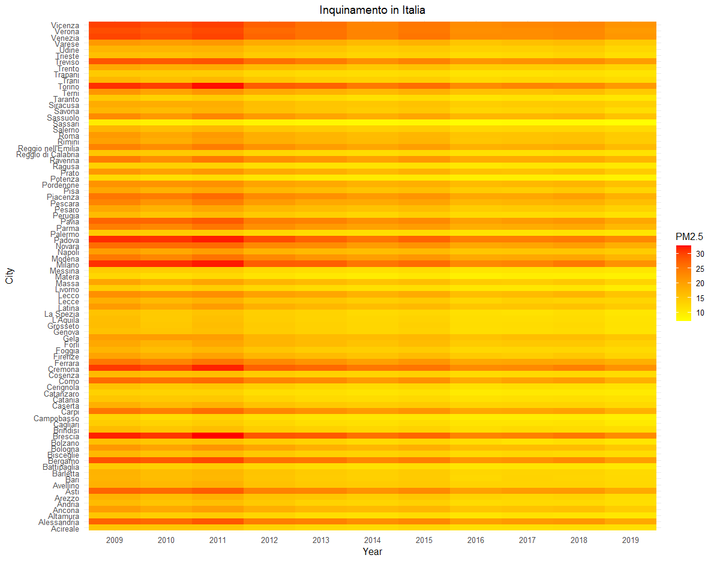 Inquinamento in Italia
Vicenza
Verona
Venezia
Varese
Udine
Trieste
Treviso
Trento
Trapani
Trani
Torino
Terni
Taranto
Siracusa
Savona
Sassuolo
Sassari
Salerno
Roma
Rimini
Reggio nell'Emilia
Reggio di Calabria
Ravenna
Ragusa
Prato
Potenza
Pordenone
Pisa
Piacenza
Pescara
Pesaro
Perugia
Pavia
Parma
Palermo
Padova
Novara
Napoli
Modena
Milano
Messina
Matera
Massa
Livorno
Lecco
Lecce
Latina
La Spezia
L'Aquila
Grosseto
Genova
Gela
Forlì
Foggia
Firenze
Ferrara
Cremona
Cosenza
Como
Cerignola
Catanzaro
Catania
Caserta
Carpi
Campobasso
Cagliari
Brindisi
Brescia
Bolzano
Bologna
Bisceglie
Bergamo
Battipaglia
Barletta
Bari
Avellino
Asti
Arezzo
Andria
Ancona
Altamura
Alessandria
Acireale
City
2009 2010 2011 2012 2013 2014 2015 2016 2017 2018 2019
Year
PM2.5
30
25
20
15
10